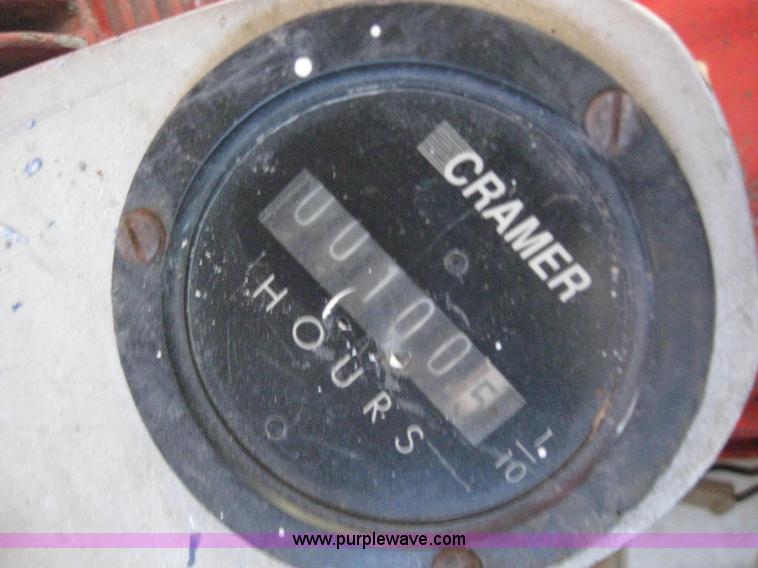 CRAMER
001005
HOURS
1/10
www.purplewave.com